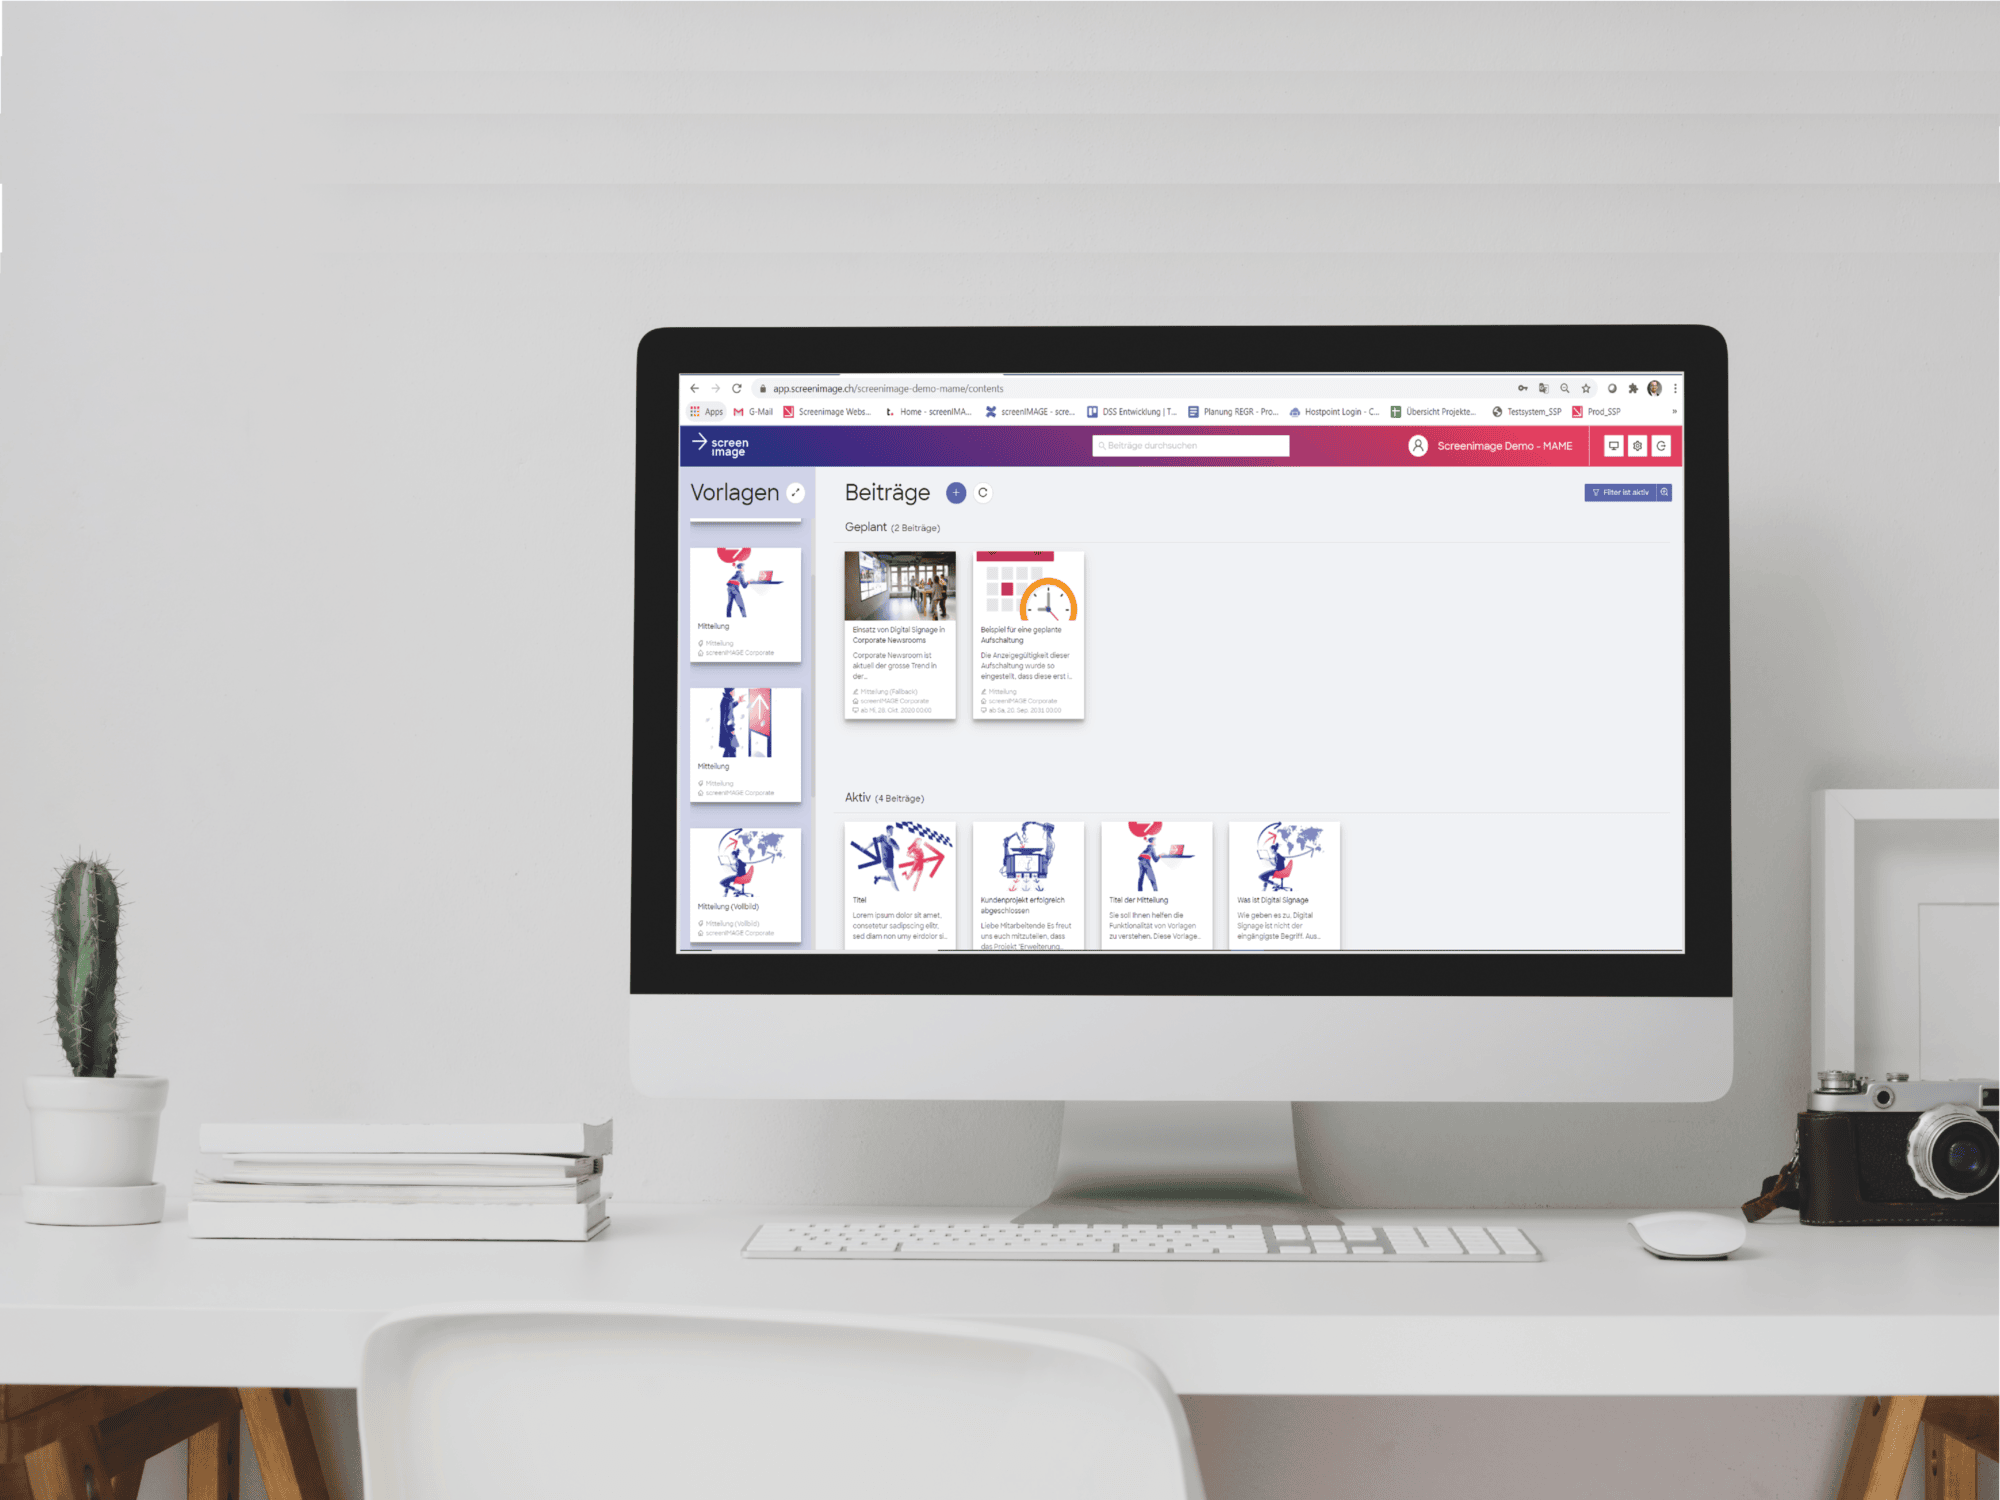 app.screenimage.ch/screenimage-demo-mame/contents
Apps G-Mail Screenimage Webs... Home - screenIMA... screenIMAGE - scre... DSS Entwicklung | T... Planung REGR - Pro... Hostpoint Login - C... Übersicht Projekte... Testsystem_SSP Prod_SSP »
screen
image
Beiträge durchsuchen
Screenimage Demo - MAME
Vorlagen
Mitteilung
Mitteilung
screenIMAGE Corporate
Mitteilung
Mitteilung
screenIMAGE Corporate
Mitteilung (Vollbild)
Mitteilung (Vollbild)
screenIMAGE Corporate
Beiträge
Filter ist aktiv
Geplant (2 Beiträge)
Einsatz von Digital Signage in
Corporate Newsrooms
Corporate Newsroom ist
aktuell der grosse Trend in
der...
Mitteilung (Fallback)
screenIMAGE Corporate
ab Mi, 28. Okt. 2020 00:00
Beispiel für eine geplante
Aufschaltung
Die Anzeigegültigkeit dieser
Aufschaltung wurde so
eingestellt, dass diese erst i...
Mitteilung
screenIMAGE Corporate
ab Sa, 20. Sep. 2031 00:00
Aktiv (4 Beiträge)
Titel
Lorem ipsum dolor sit amet,
consetetur sadipscing elitr,
sed diam non umy eirdolor si...
Kundenprojekt erfolgreich
abgeschlossen
Liebe Mitarbeitende Es freut
uns euch mitzuteilen, dass
das Projekt 'Erweiterung...
Titel der Mitteilung
Sie soll Ihnen helfen die
Funktionalität von Vorlagen
zu verstehen. Diese Vorlage...
Was ist Digital Signage
Wie geben es zu, Digital
Signage ist nicht der
eingängigste Begriff. Aus...